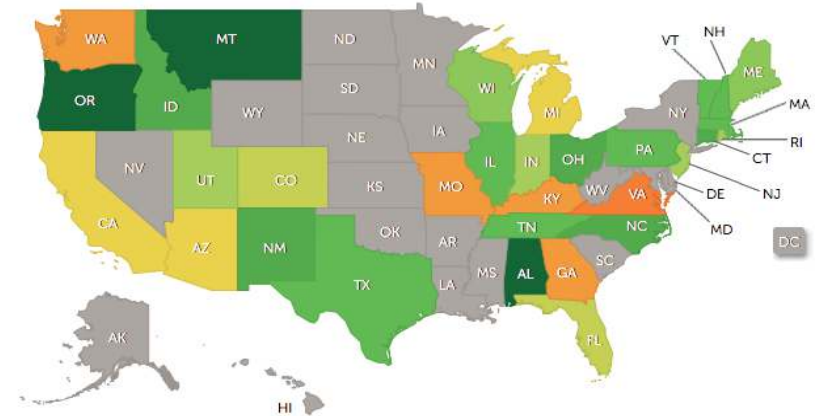 WA
MT
ND
MN
VT
NH
ME
OR
ID
SD
WI
MI
NY
MA
WY
IA
RI
NE
PA
CT
NV
UT
CO
IL
IN
OH
NJ
KS
MO
KY
WV
VA
DE
MD
CA
AZ
NM
OK
AR
TN
NC
DC
TX
LA
MS
AL
GA
SC
FL
AK
HI